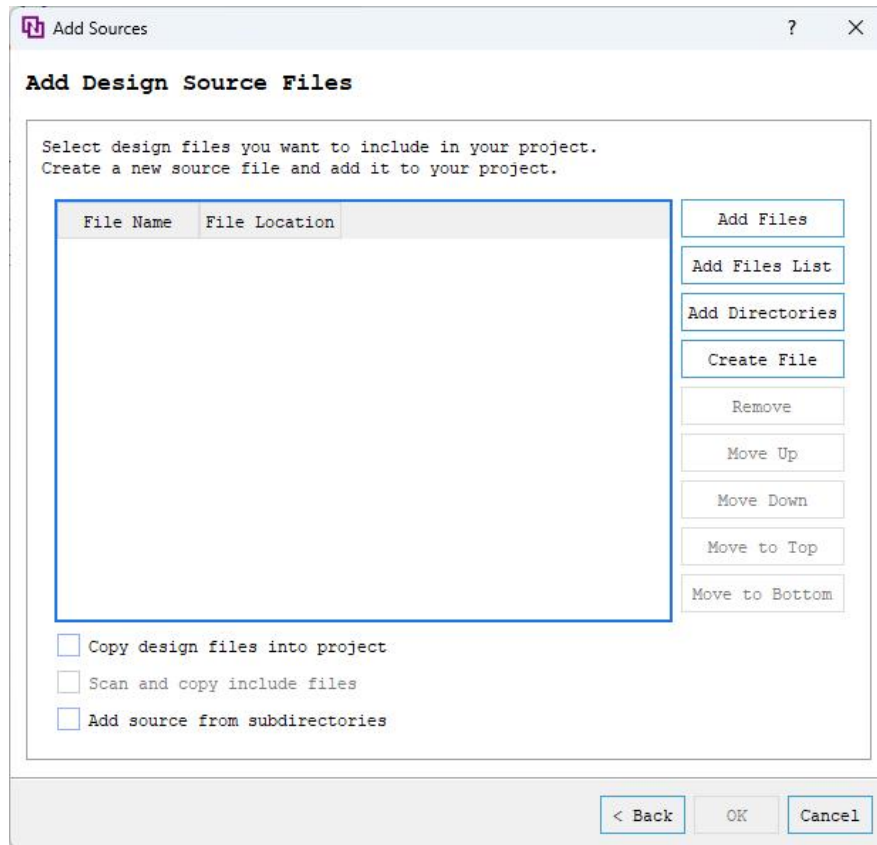 Add Sources
?
Add Design Source Files
Select design files you want to include in your project.
Create a new source file and add it to your project.
File Name File Location
Add Files
Add Files List
Add Directories
Create File
Remove
Move Up
Move Down
Move to Top
Move to Bottom
Copy design files into project
Scan and copy include files
Add source from subdirectories
< Back OK Cancel